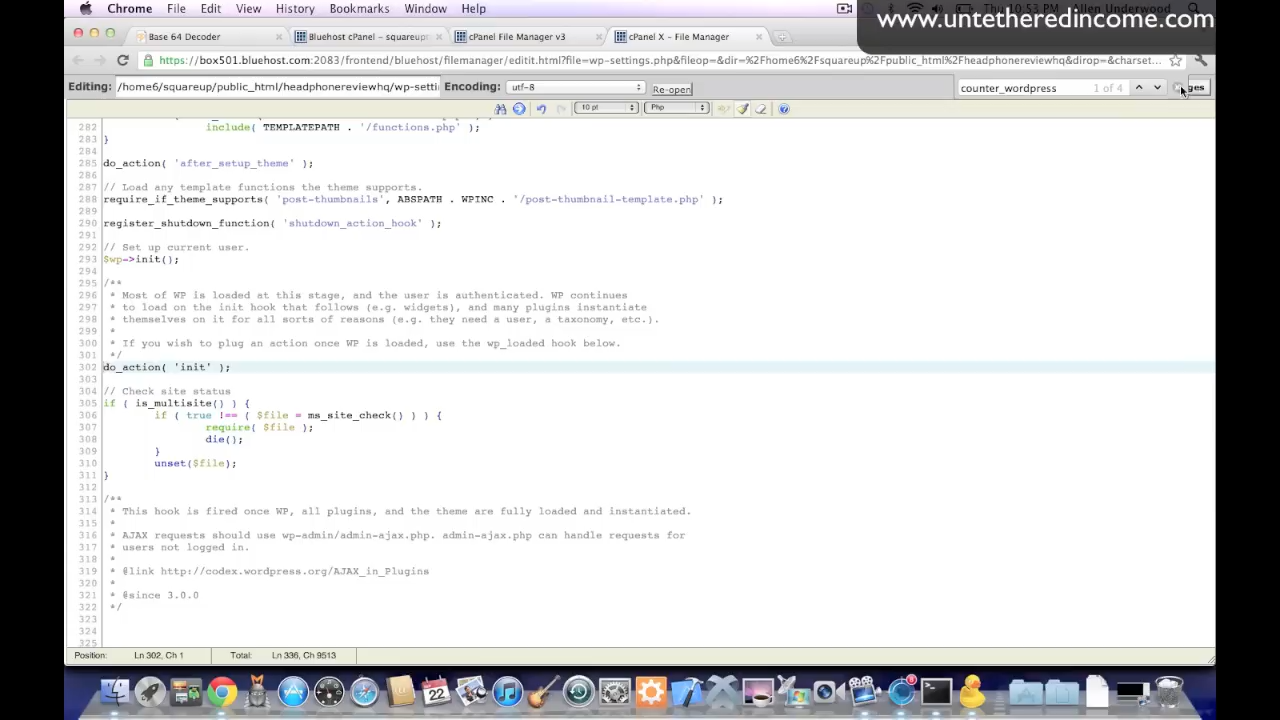 Chrome File Edit View History Bookmarks Window Help
Thu 10:53 PM Allen Underwood
www.untetheredincome.com
Base 64 Decoder
Bluehost cPanel - squareupr
cPanel File Manager v3
cPanel X - File Manager
https://box501.bluehost.com:2083/frontend/bluehost/filemanager/editit.html?file=wp-settings.php&fileop=&dir=%2Fhome6%2Fsquareup%2Fpublic_html%2Fheadphonereviewhq&dirop=&charset...
Editing: /home6/squareup/public_html/headphonereviewhq/wp-setti Encoding: utf-8 Re-open
counter_wordpress 1 of 4
ges
10 pt Php
282 include( TEMPLATEPATH . '/functions.php' );
283 }
284
285 do_action( 'after_setup_theme' );
286
287 // Load any template functions the theme supports.
288 require_if_theme_supports( 'post-thumbnails', ABSPATH . WPINC . '/post-thumbnail-template.php' );
289
290 register_shutdown_function( 'shutdown_action_hook' );
291
292 // Set up current user.
293 $wp->init();
294
295 /**
296 * Most of WP is loaded at this stage, and the user is authenticated. WP continues
297 * to load on the init hook that follows (e.g. widgets), and many plugins instantiate
298 * themselves on it for all sorts of reasons (e.g. they need a user, a taxonomy, etc.).
299 *
300 * If you wish to plug an action once WP is loaded, use the wp_loaded hook below.
301 */
302 do_action( 'init' );
303
304 // Check site status
305 if ( is_multisite() ) {
306 if ( true !== ( $file = ms_site_check() ) ) {
307 require( $file );
308 die();
309 }
310 unset($file);
311 }
312
313 /**
314 * This hook is fired once WP, all plugins, and the theme are fully loaded and instantiated.
315 *
316 * AJAX requests should use wp-admin/admin-ajax.php. admin-ajax.php can handle requests for
317 * users not logged in.
318 *
319 * @link http://codex.wordpress.org/AJAX_in_Plugins
320 *
321 * @since 3.0.0
322 */
323
324
325
Position: Ln 302, Ch 1 Total: Ln 336, Ch 9513
22